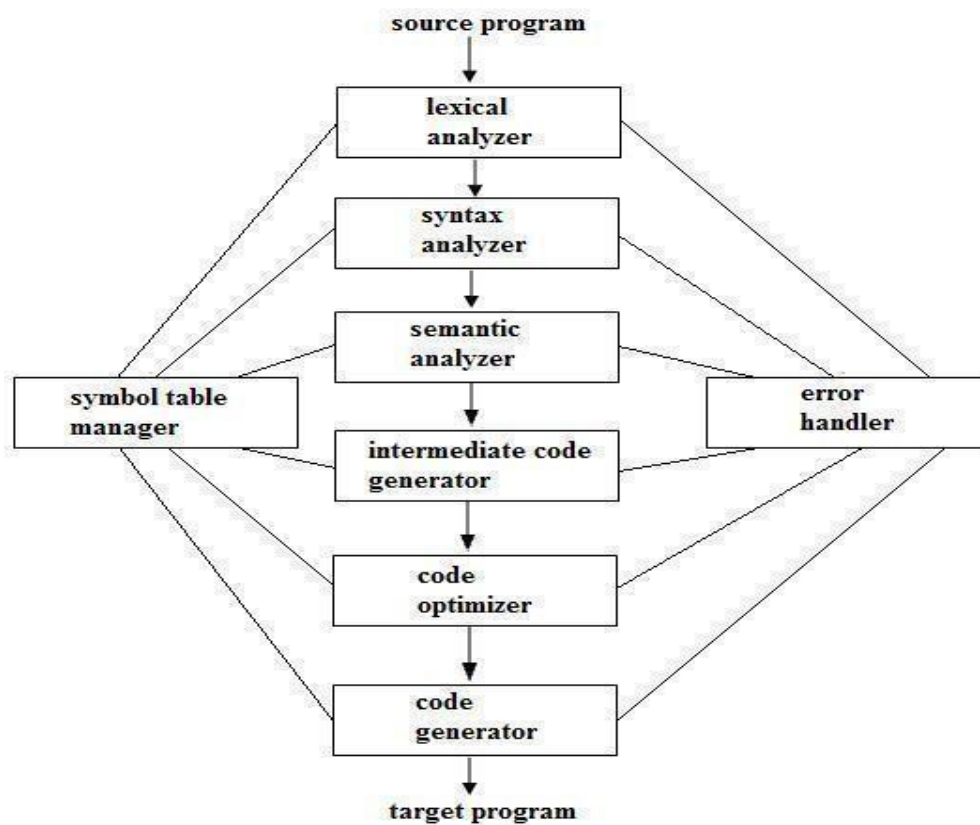 source program
lexical
analyzer
syntax
analyzer
semantic
analyzer
symbol table
manager
error
handler
intermediate code
generator
code
optimizer
code
generator
target program